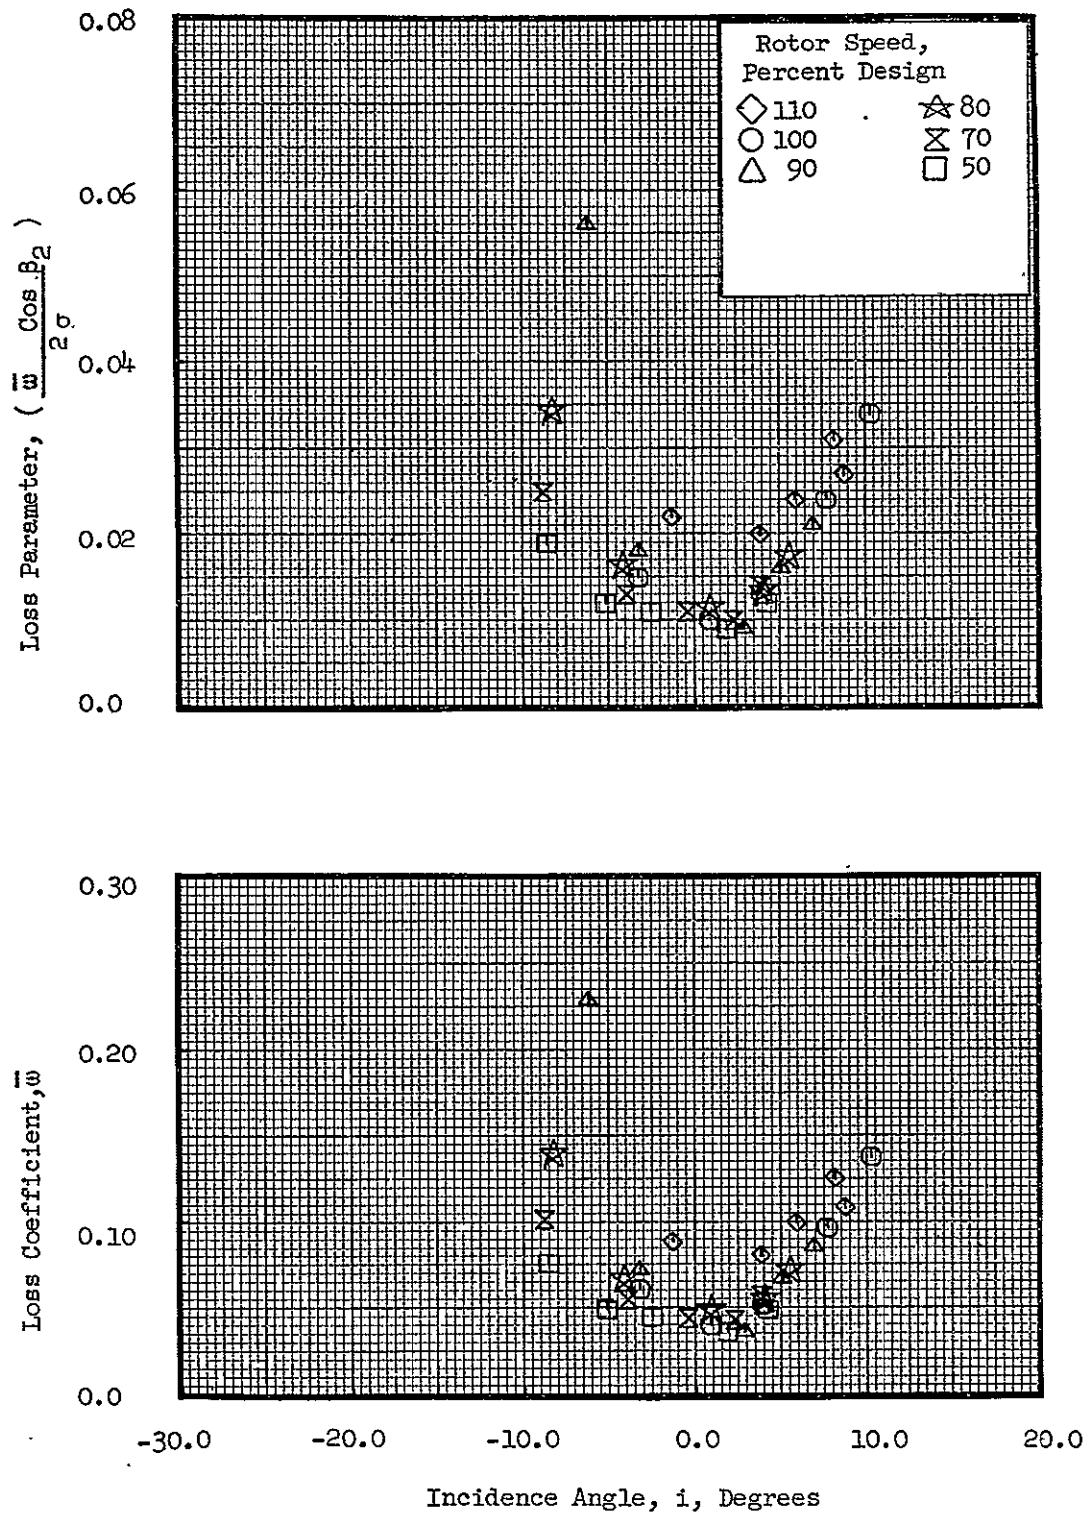 0.08
0.06
0.04
0.02
0.0
Loss Parameter, ( ω̅ Cos β2 / 2σ )
Rotor Speed,
Percent Design
110
80
100
70
90
50
0.30
0.20
0.10
0.0
Loss Coefficient, ω̅
-30.0 -20.0 -10.0 0.0 10.0 20.0
Incidence Angle, i, Degrees